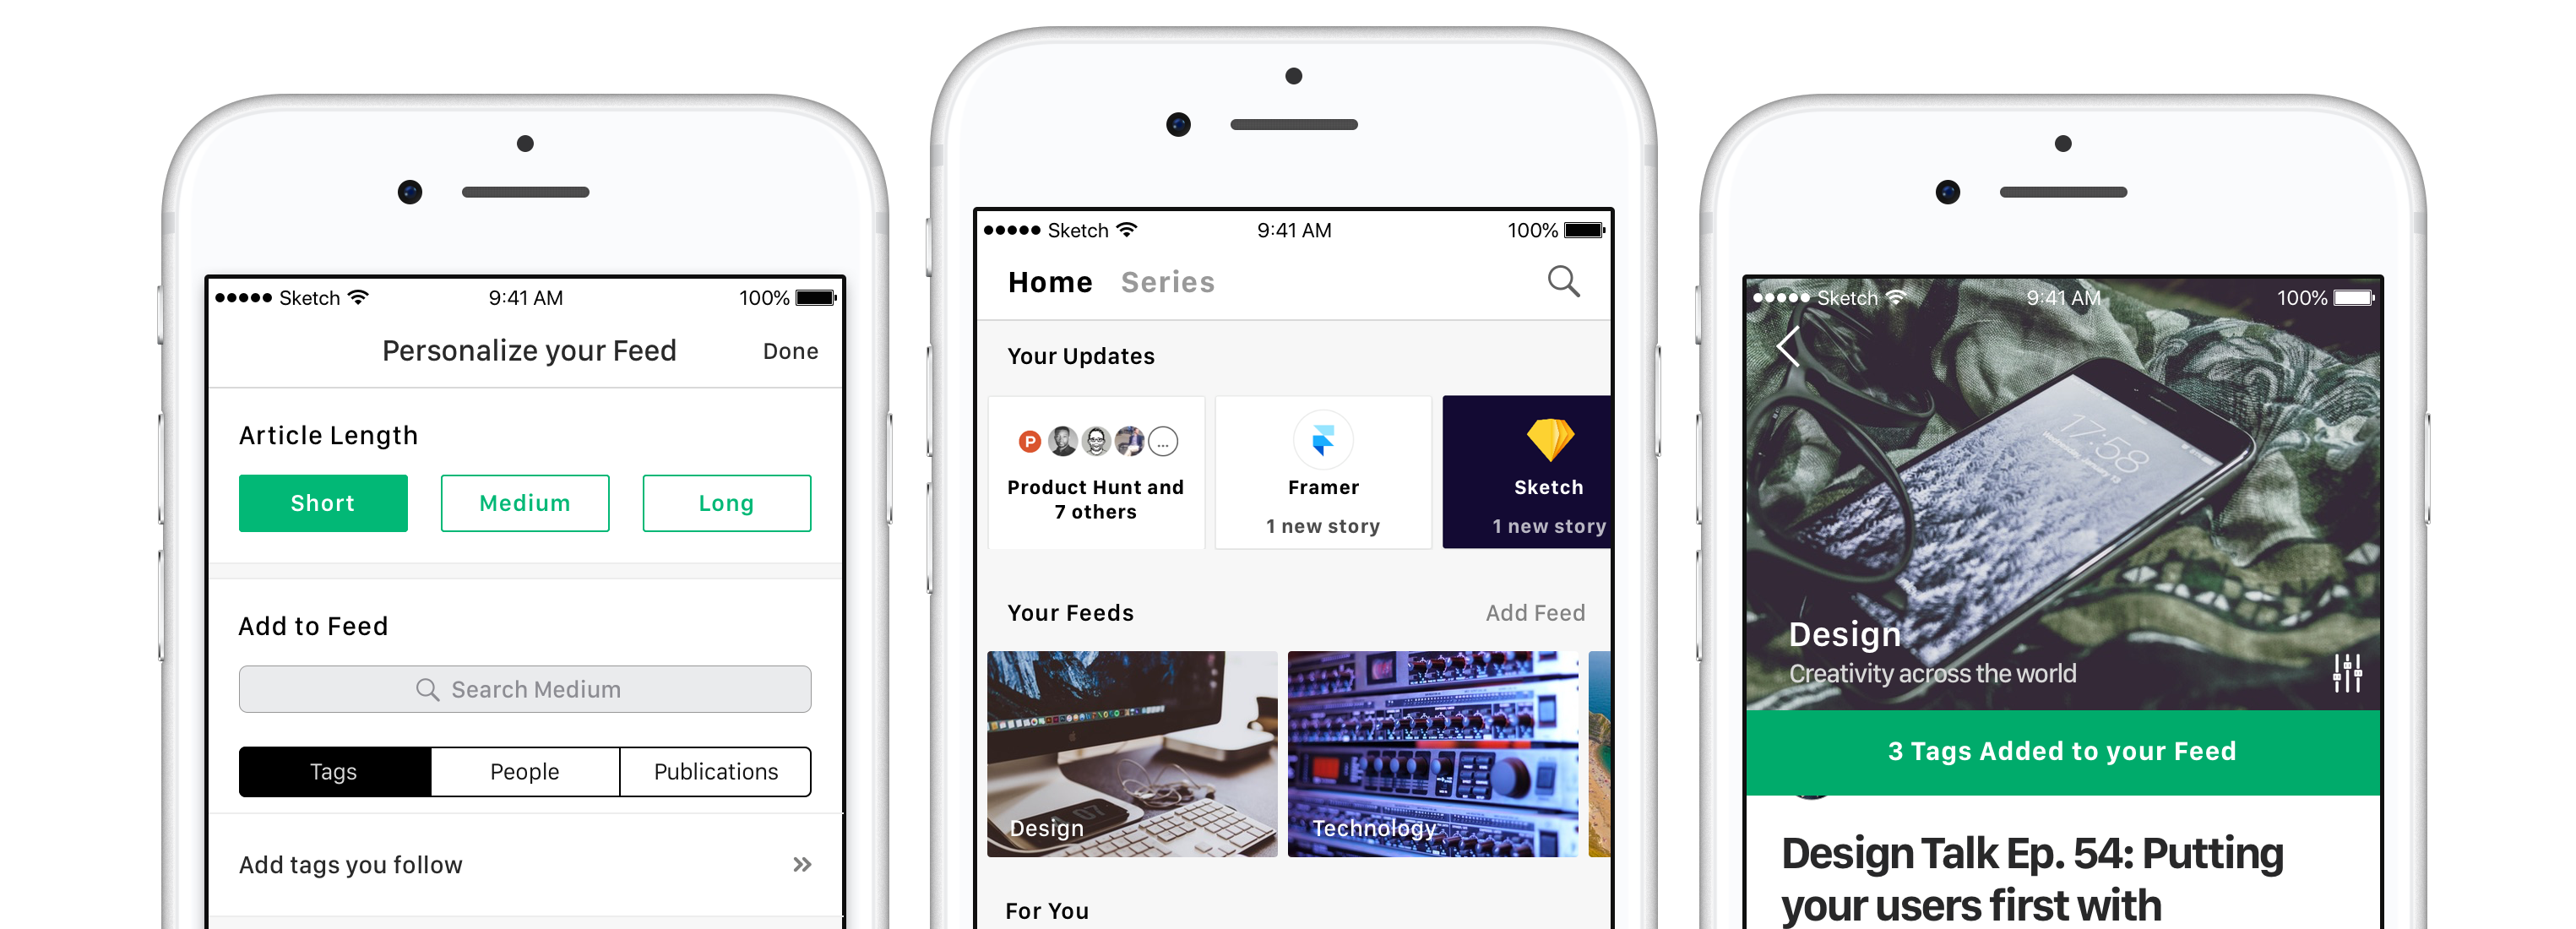 Sketch
9:41 AM
100%
Personalize your Feed
Done
Article Length
Short
Medium
Long
Add to Feed
Search Medium
Tags
People
Publications
Add tags you follow
Sketch
9:41 AM
100%
Home
Series
Your Updates
P
...
Product Hunt and
7 others
Framer
1 new story
Sketch
1 new story
Your Feeds
Add Feed
Design
Technology
For You
Sketch
9:41 AM
100%
17:58
Design
Creativity across the world
3 Tags Added to your Feed
Design Talk Ep. 54: Putting
your users first with